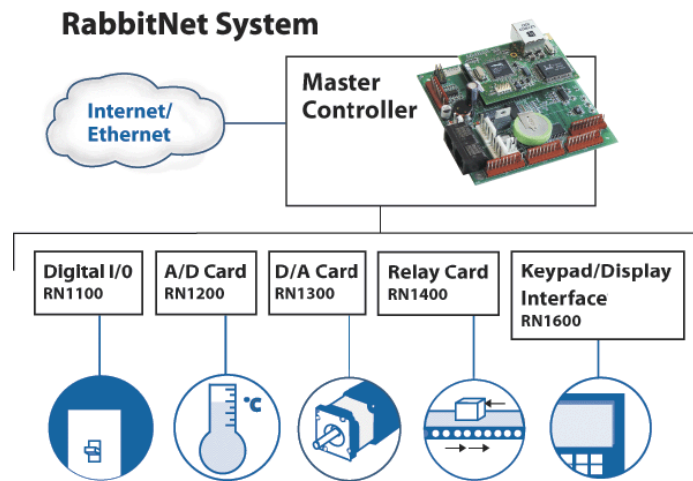 RabbitNet System
Internet/
Ethernet
Master
Controller
Digital I/0
RN1100
A/D Card
RN1200
D/A Card
RN1300
Relay Card
RN1400
Keypad/Display
Interface
RN1600
°C